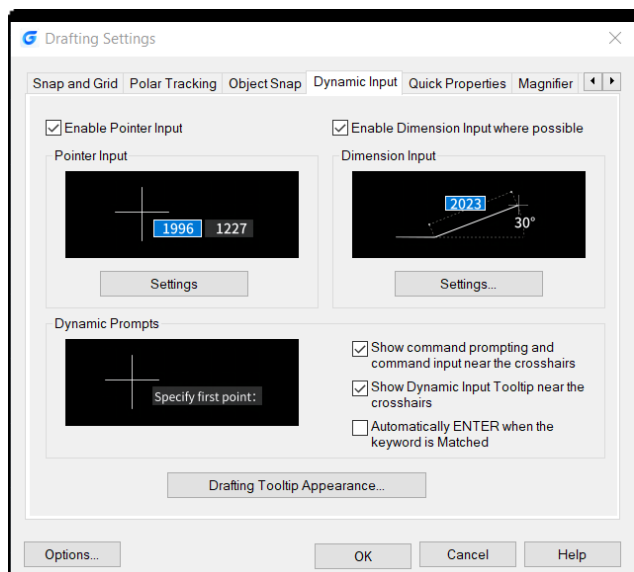 Drafting Settings
Snap and Grid Polar Tracking Object Snap Dynamic Input Quick Properties Magnifier
Enable Pointer Input
Enable Dimension Input where possible
Pointer Input
Dimension Input
1996 1227
2023
30°
Settings
Settings...
Dynamic Prompts
Specify first point:
Show command prompting and
command input near the crosshairs
Show Dynamic Input Tooltip near the
crosshairs
Automatically ENTER when the
keyword is Matched
Drafting Tooltip Appearance...
Options...
OK
Cancel
Help